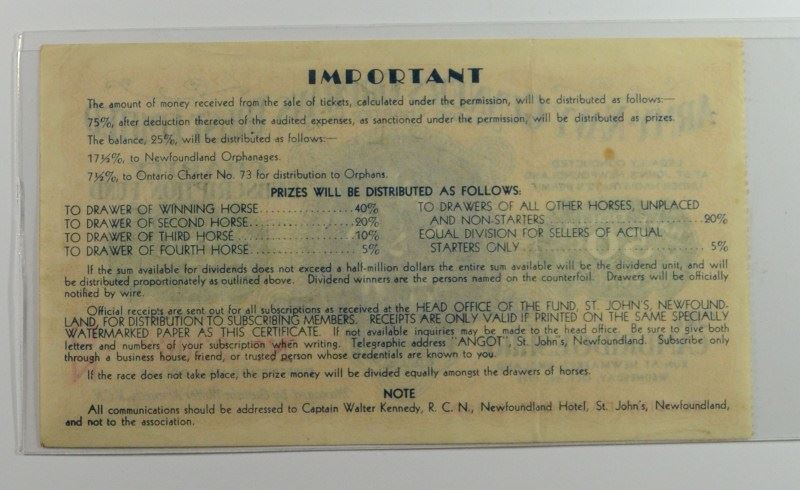 IMPORTANT
The amount of money received from the sale of tickets, calculated under the permission, will be distributed as follows:—
75%, after deduction thereout of the audited expenses, as sanctioned under the permission, will be distributed as prizes.
The balance, 25%, will be distributed as follows:—
17½%, to Newfoundland Orphanages.
7½%, to Ontario Charter No. 73 for distribution to Orphans.
PRIZES WILL BE DISTRIBUTED AS FOLLOWS:
TO DRAWER OF WINNING HORSE.....................40%
TO DRAWER OF SECOND HORSE.....................20%
TO DRAWER OF THIRD HORSE.....................10%
TO DRAWER OF FOURTH HORSE.....................5%
TO DRAWERS OF ALL OTHER HORSES, UNPLACED
AND NON-STARTERS.....................20%
EQUAL DIVISION FOR SELLERS OF ACTUAL
STARTERS ONLY.....................5%
If the sum available for dividends does not exceed a half-million dollars the entire sum available will be the dividend unit, and will
be distributed proportionately as outlined above. Dividend winners are the persons named on the counterfoil. Drawers will be officially
notified by wire.
Official receipts are sent out for all subscriptions as received at the HEAD OFFICE OF THE FUND, ST. JOHN'S, NEWFOUND-
LAND, FOR DISTRIBUTION TO SUBSCRIBING MEMBERS. RECEIPTS ARE ONLY VALID IF PRINTED ON THE SAME SPECIALLY
WATERMARKED PAPER AS THIS CERTIFICATE. If not available inquiries may be made to the head office. Be sure to give both
letters and numbers of your subscription when writing. Telegraphic address "ANGOT", St. John's, Newfoundland. Subscribe only
through a business house, friend, or trusted person whose credentials are known to you.
If the race does not take place, the prize money will be divided equally amongst the drawers of horses.
NOTE
All communications should be addressed to Captain Walter Kennedy, R. C. N., Newfoundland Hotel, St. John's, Newfoundland,
and not to the association.